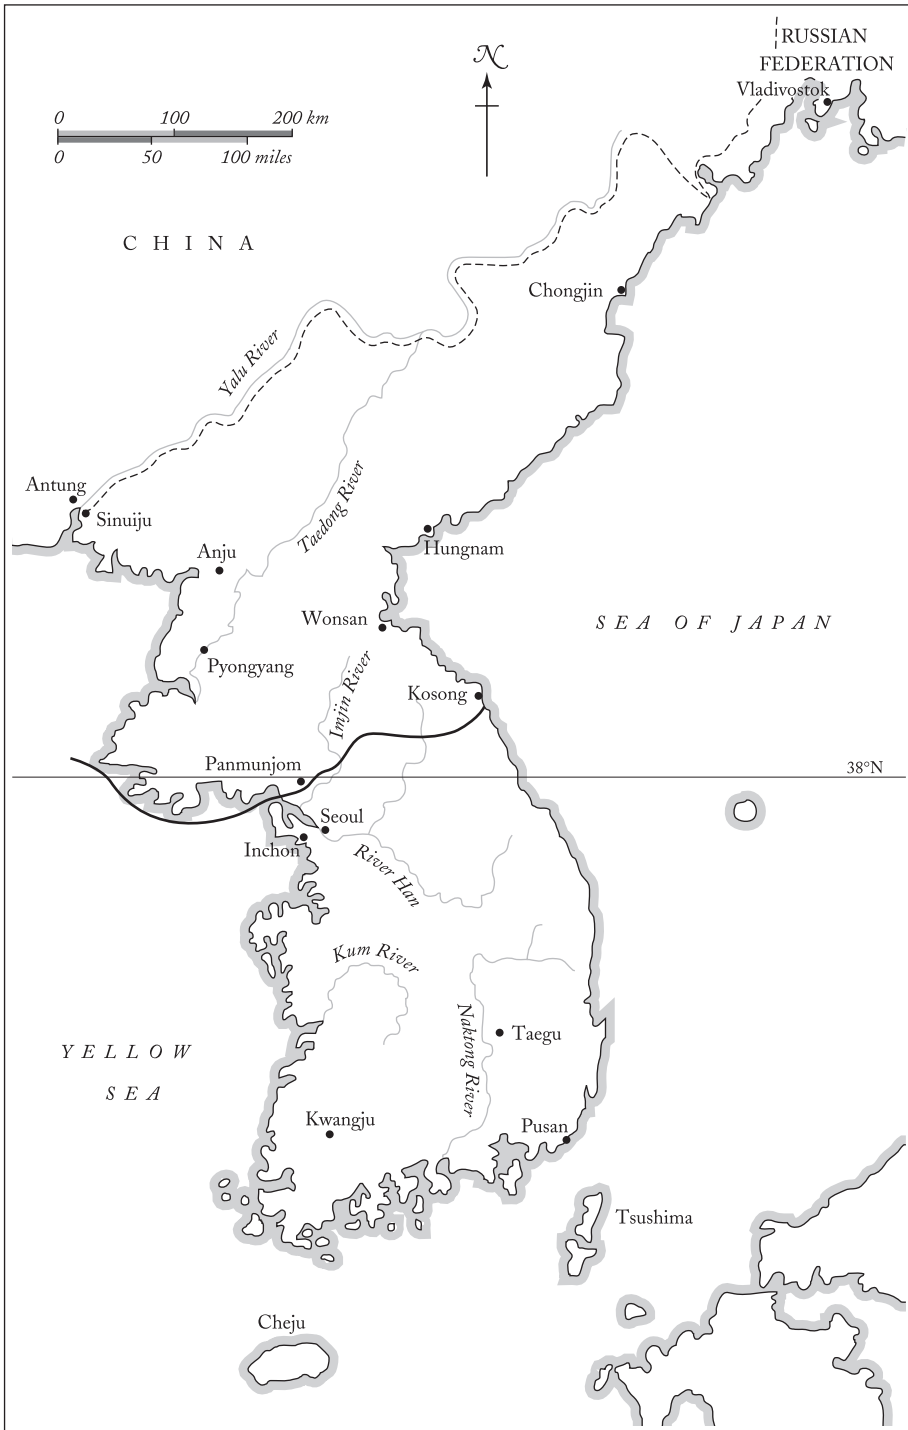 RUSSIAN
FEDERATION
Vladivostok
N
0 100 200 km
0 50 100 miles
CHINA
Chongjin
Yalu River
Antung
Sinuiju
Taedong River
Hungnam
Anju
Wonsan
SEA OF JAPAN
Pyongyang
Imjin River
Kosong
Panmunjom
38°N
Seoul
Inchon
River Han
Kum River
Naktong River
Taegu
YELLOW
SEA
Kwangju
Pusan
Tsushima
Cheju